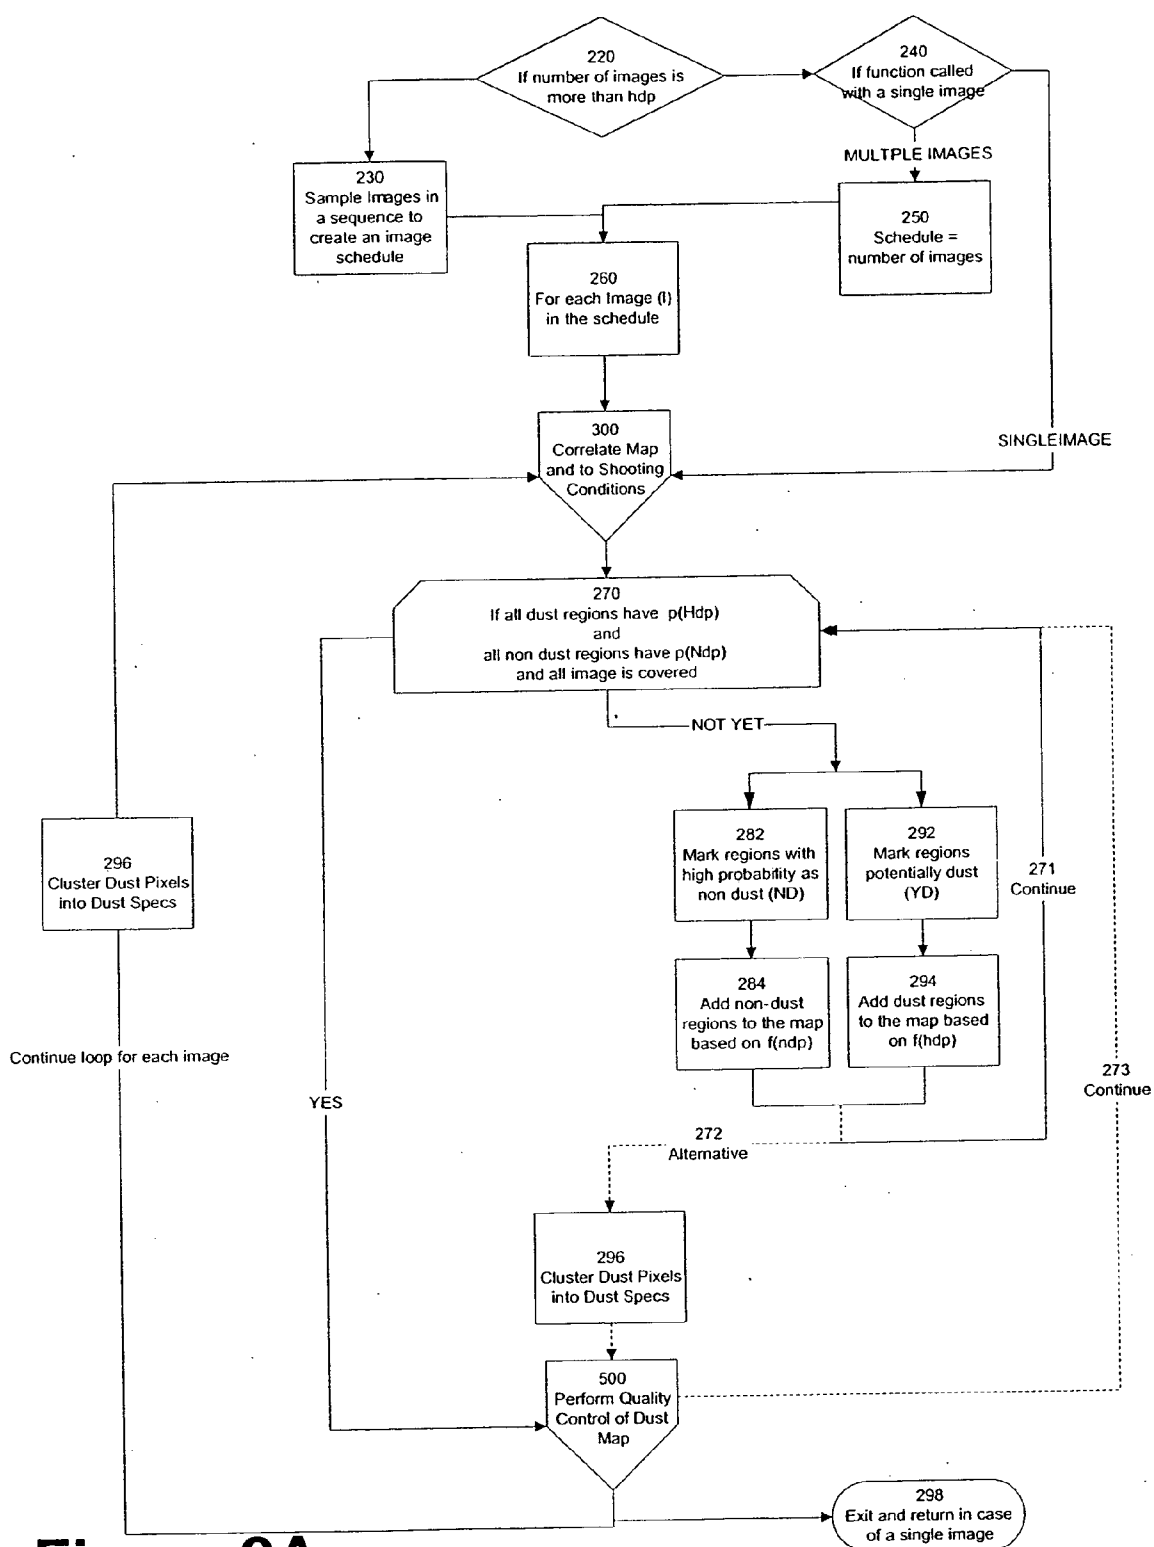 220
If number of images is
more than hdp
240
If function called
with a single image
MULTPLE IMAGES
230
Sample Images in
a sequence to
create an image
schedule
250
Schedule =
number of images
260
For each Image (I)
in the schedule
SINGLEIMAGE
300
Correlate Map
and to Shooting
Conditions
270
If all dust regions have p(Hdp)
and
all non dust regions have p(Ndp)
and all image is covered
NOT YET
282
Mark regions with
high probability as
non dust (ND)
292
Mark regions
potentially dust
(YD)
271
Continue
296
Cluster Dust Pixels
into Dust Specs
284
Add non-dust
regions to the map
based on f(ndp)
294
Add dust regions
to the map based
on f(hdp)
Continue loop for each image
273
Continue
YES
272
Alternative
296
Cluster Dust Pixels
into Dust Specs
500
Perform Quality
Control of Dust
Map
298
Exit and return in case
of a single image